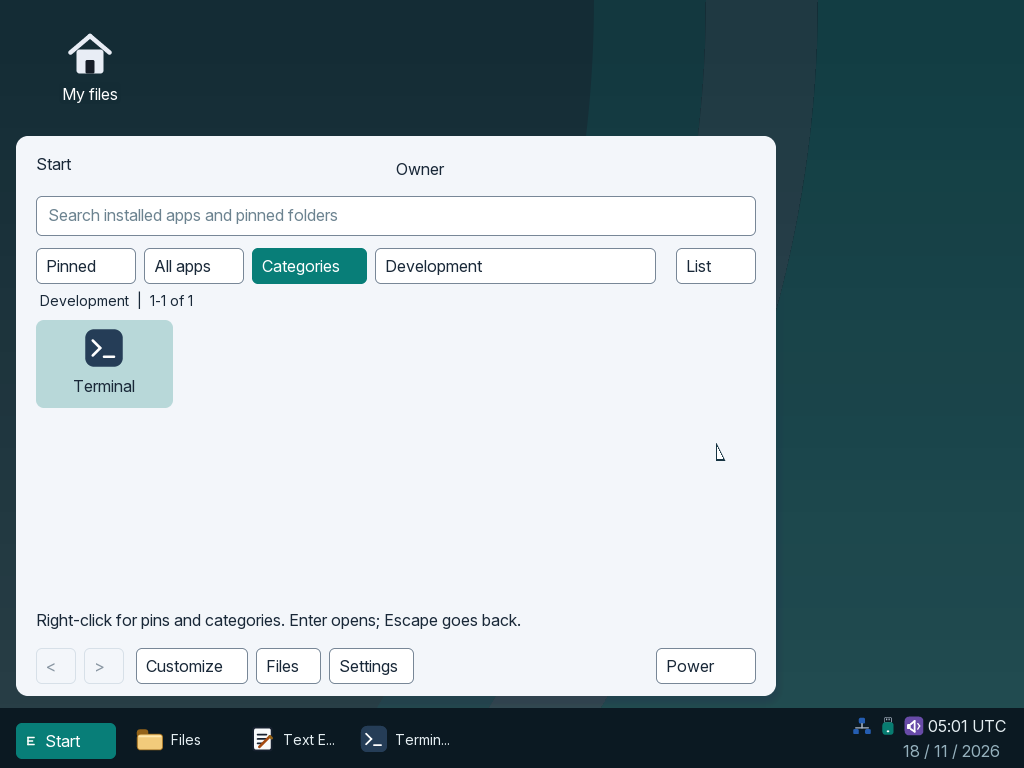 My files
Start
Owner
Search installed apps and pinned folders
Pinned
All apps
Categories
Development
List
Development | 1-1 of 1
Terminal
Right-click for pins and categories. Enter opens; Escape goes back.
<
>
Customize
Files
Settings
Power
E Start
Files
Text E...
Termin...
05:01 UTC
18 / 11 / 2026